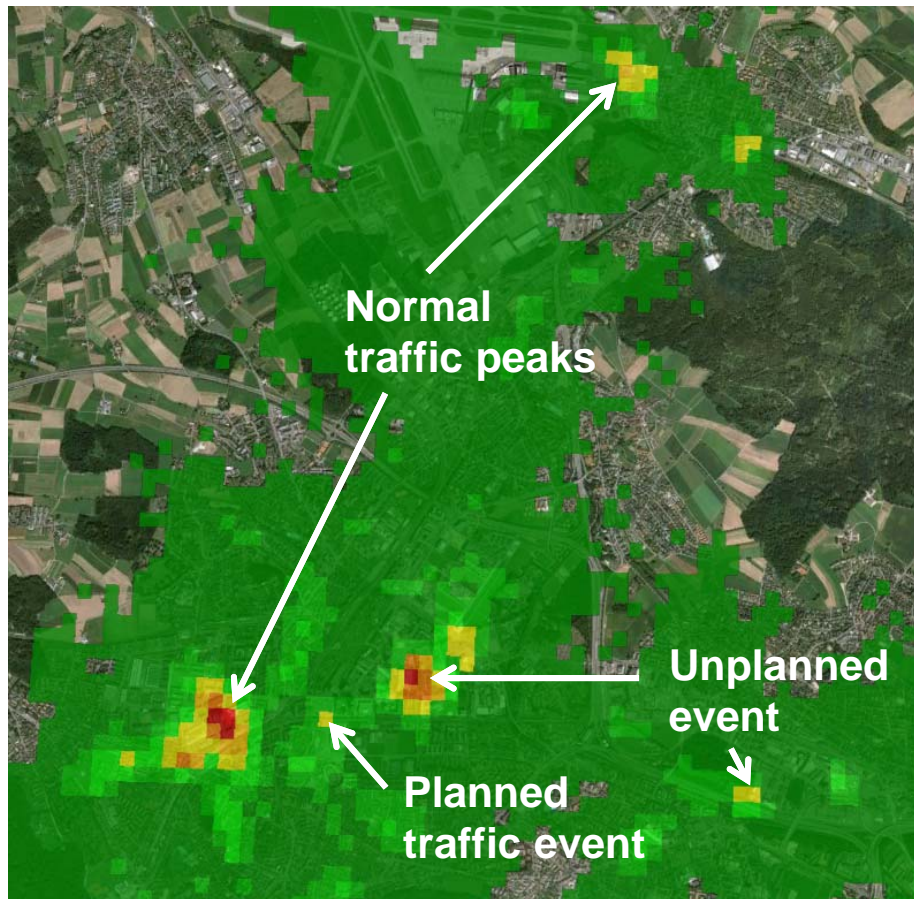 Normal
traffic peaks
Unplanned
event
Planned
traffic event